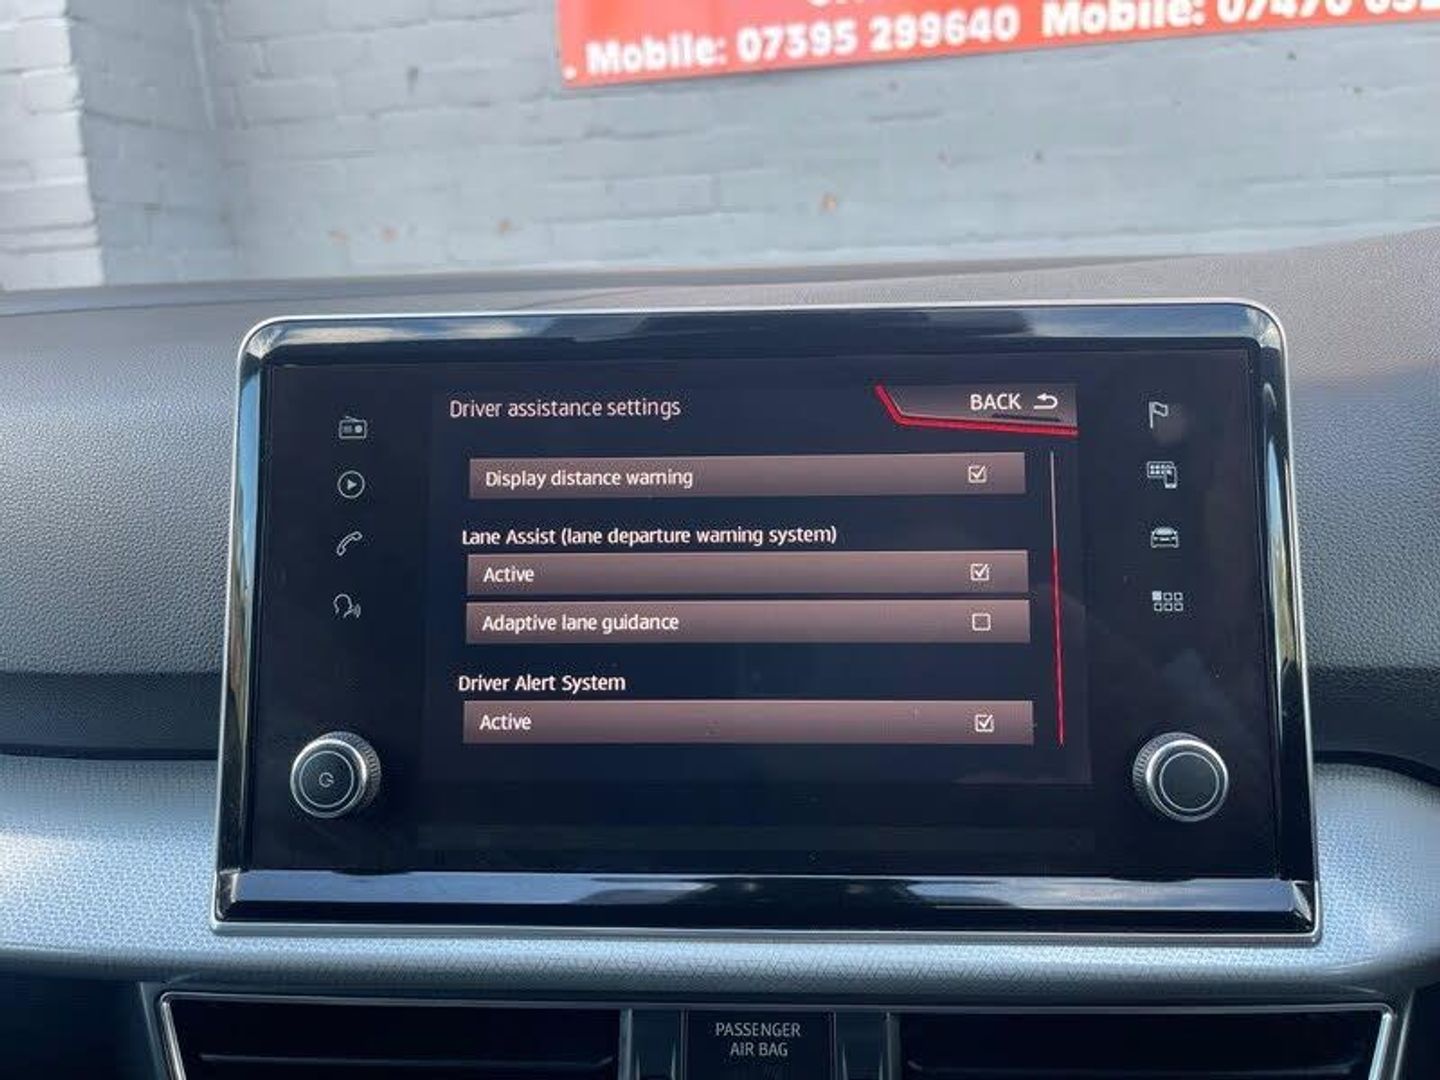 Mobile: 07395 299640 Mobile:
Driver assistance settings
BACK
Display distance warning
Lane Assist (lane departure warning system)
Active
Adaptive lane guidance
Driver Alert System
Active
PASSENGER
AIR BAG